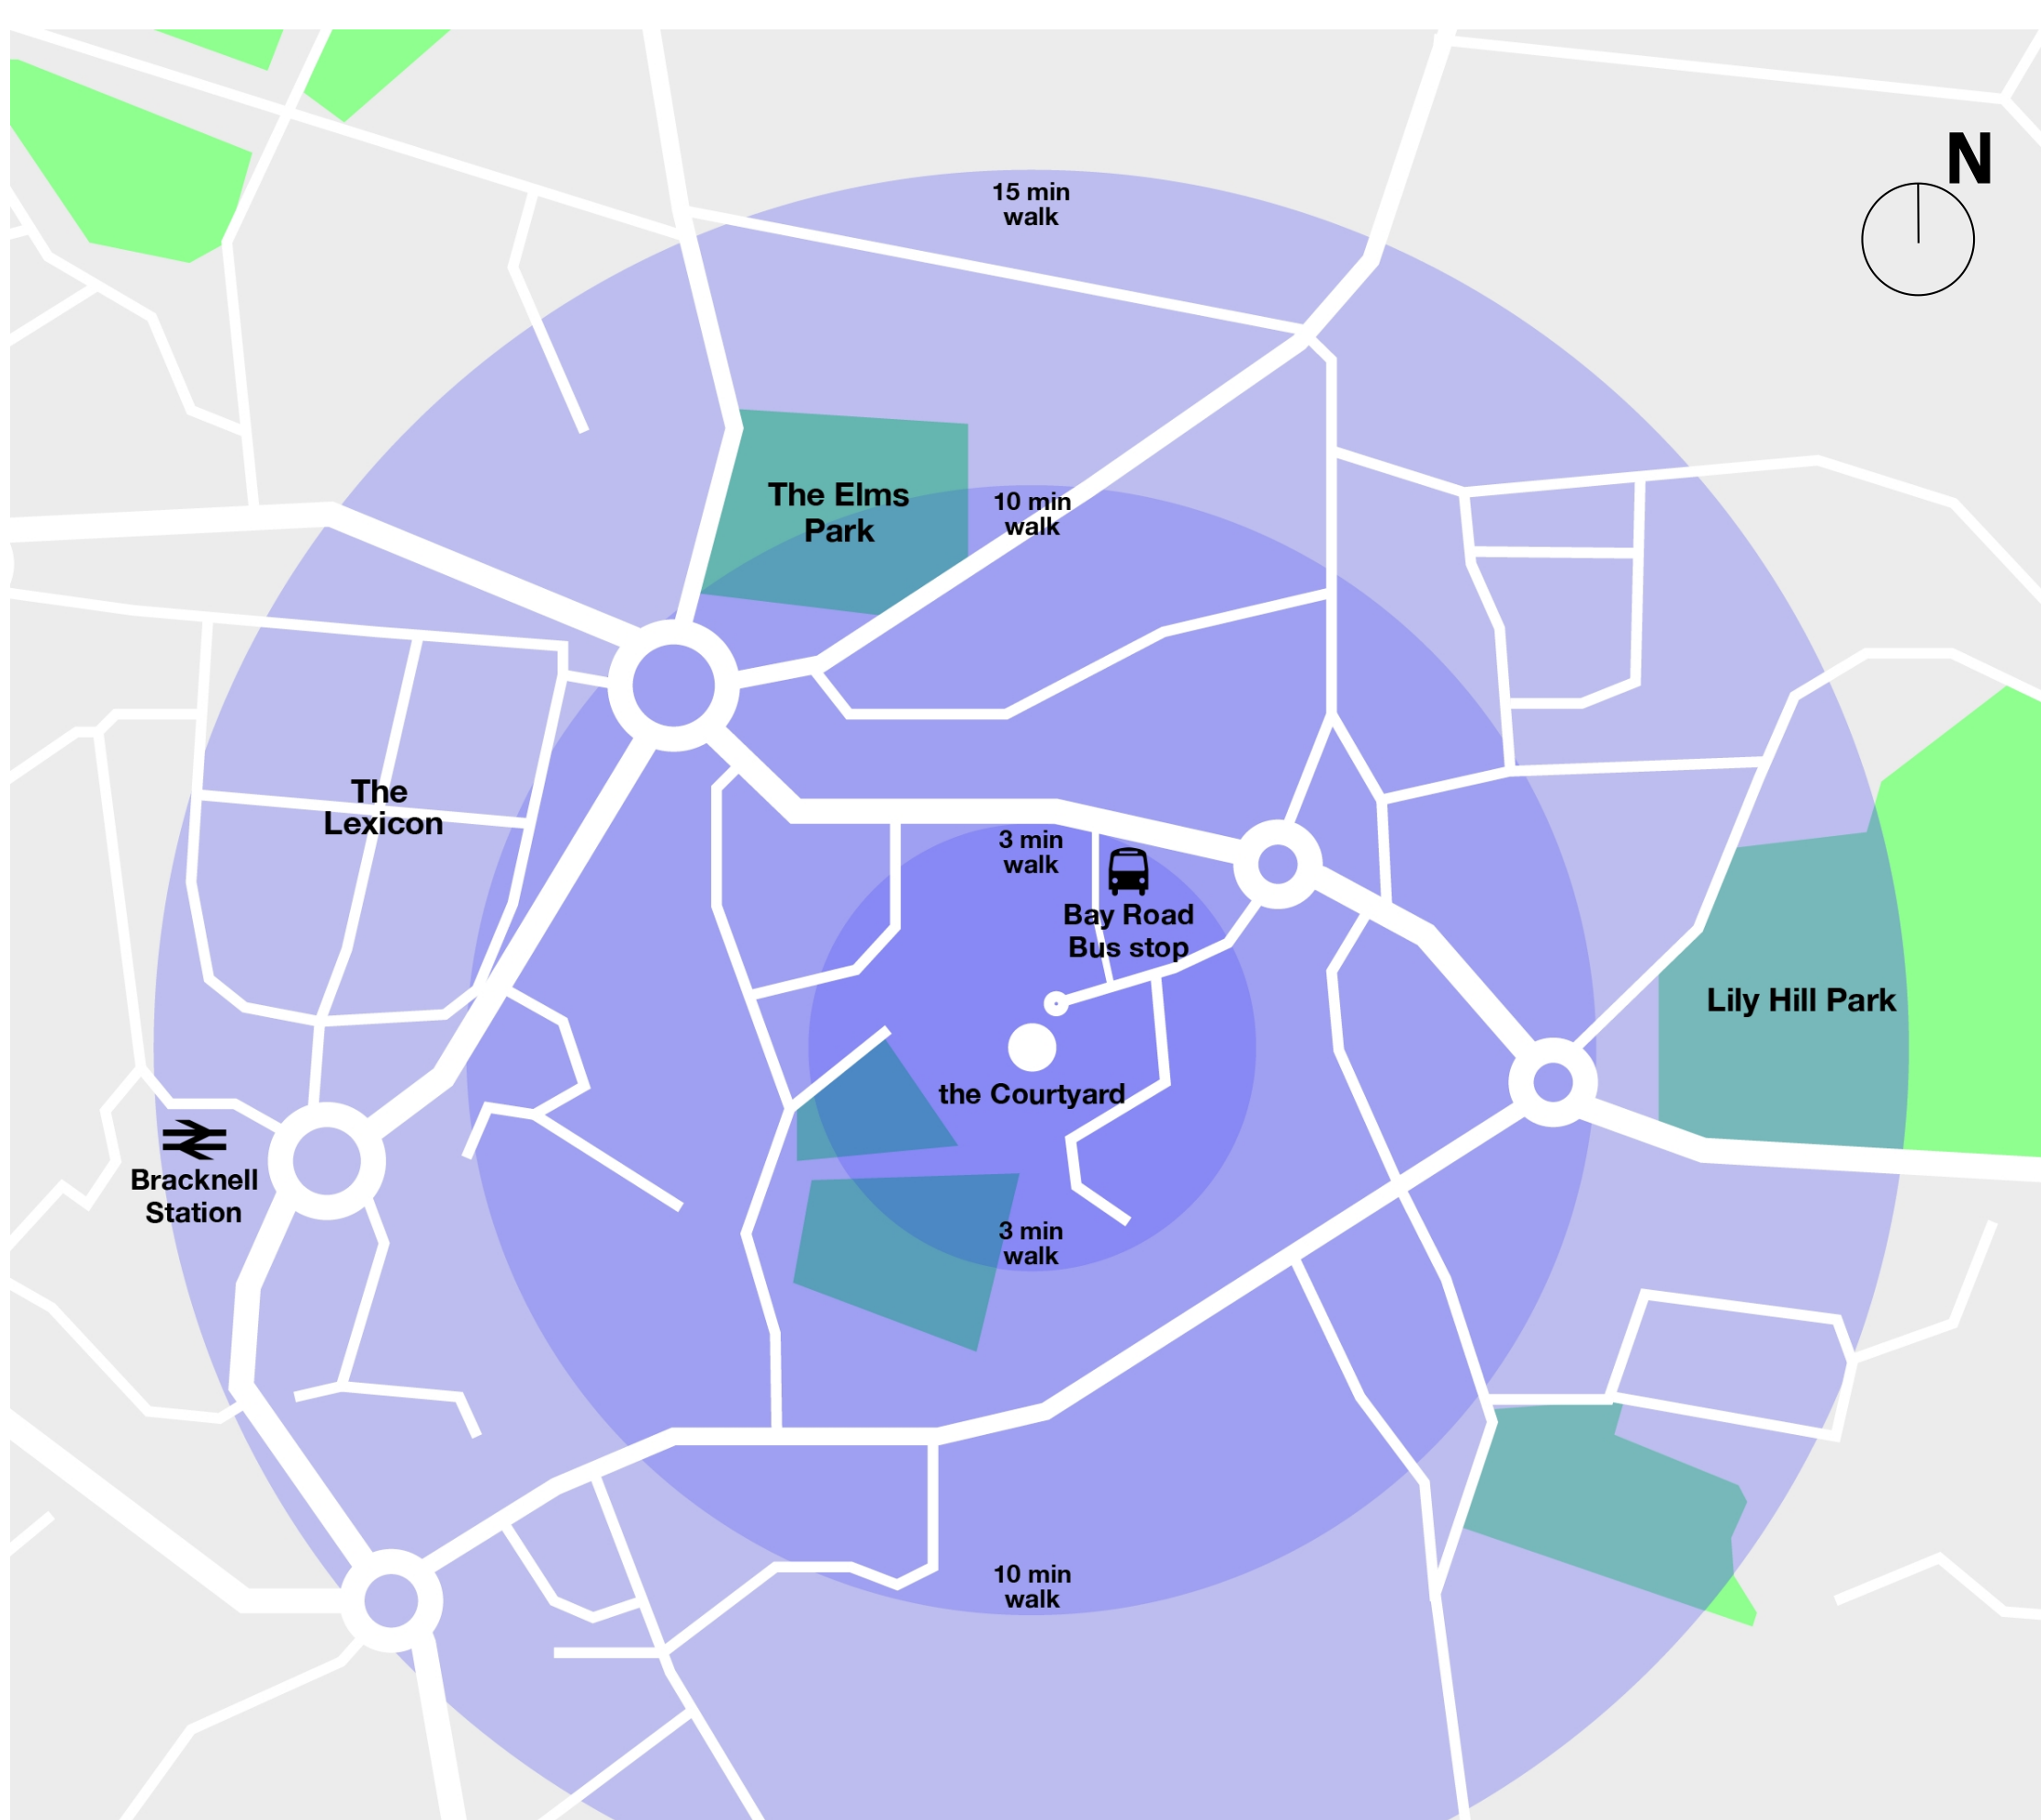 N
15 min
walk
The Elms
Park
10 min
walk
The
Lexicon
3 min
walk
Bay Road
Bus stop
Lily Hill Park
the Courtyard
Bracknell
Station
3 min
walk
10 min
walk